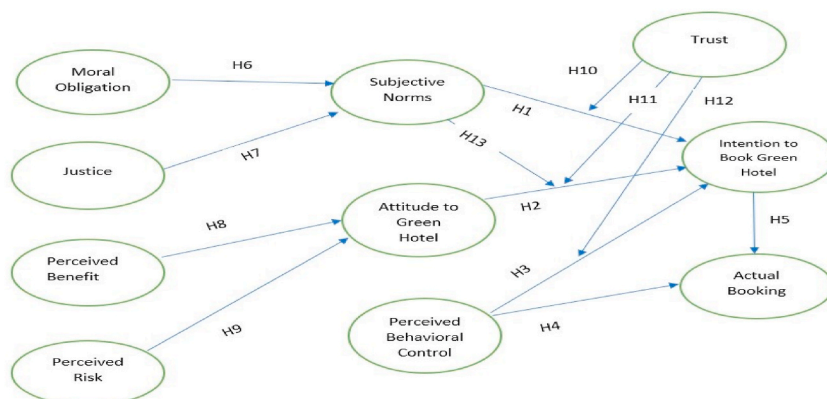 Trust
Moral
Obligation
H6
Subjective
Norms
H10
H11
H12
H1
H13
Justice
H7
Intention to
Book Green
Hotel
H2
Attitude to
Green
Hotel
H8
H5
Perceived
Benefit
H3
Actual
Booking
H9
Perceived
Behavioral
Control
H4
Perceived
Risk